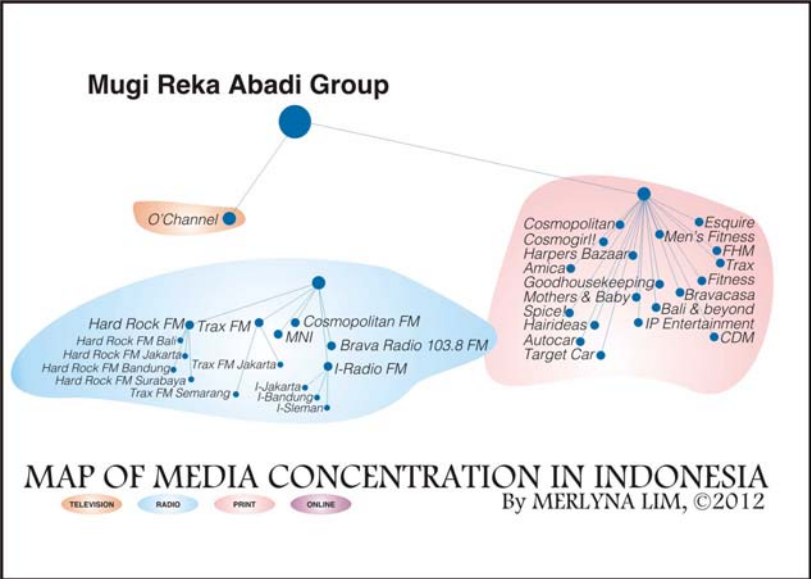 Mugi Reka Abadi Group
O'Channel
Cosmopolitan
Cosmogirl!
Harpers Bazaar
Amica
Goodhousekeeping
Mothers & Baby
Spice!
Hairideas
Autocar
Target Car
Esquire
Men's Fitness
FHM
Trax
Fitness
Bravacasa
Bali & beyond
IP Entertainment
CDM
Hard Rock FM
Hard Rock FM Bali
Hard Rock FM Jakarta
Hard Rock FM Bandung
Hard Rock FM Surabaya
Trax FM
Trax FM Jakarta
Trax FM Semarang
Cosmopolitan FM
MNI
Brava Radio 103.8 FM
I-Radio FM
I-Jakarta
I-Bandung
I-Sleman
MAP OF MEDIA CONCENTRATION IN INDONESIA
By MERLYNA LIM, ©2012
TELEVISION
RADIO
PRINT
ONLINE